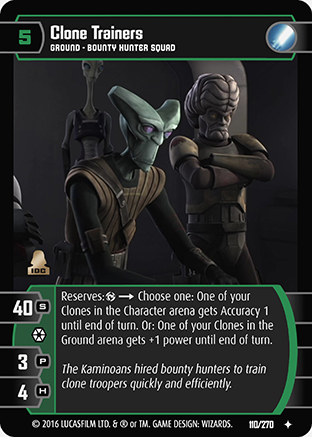 5
Clone Trainers
GROUND - BOUNTY HUNTER SQUAD
IDC
40 S
3 P
4 H
Reserves: → Choose one: One of your
Clones in the Character arena gets Accuracy 1
until end of turn. Or: One of your Clones in the
Ground arena gets +1 power until end of turn.
The Kaminoans hired bounty hunters to train
clone troopers quickly and efficiently.
© 2016 LUCASFILM LTD. & ® OR TM. GAME DESIGN: WIZARDS. 110/270